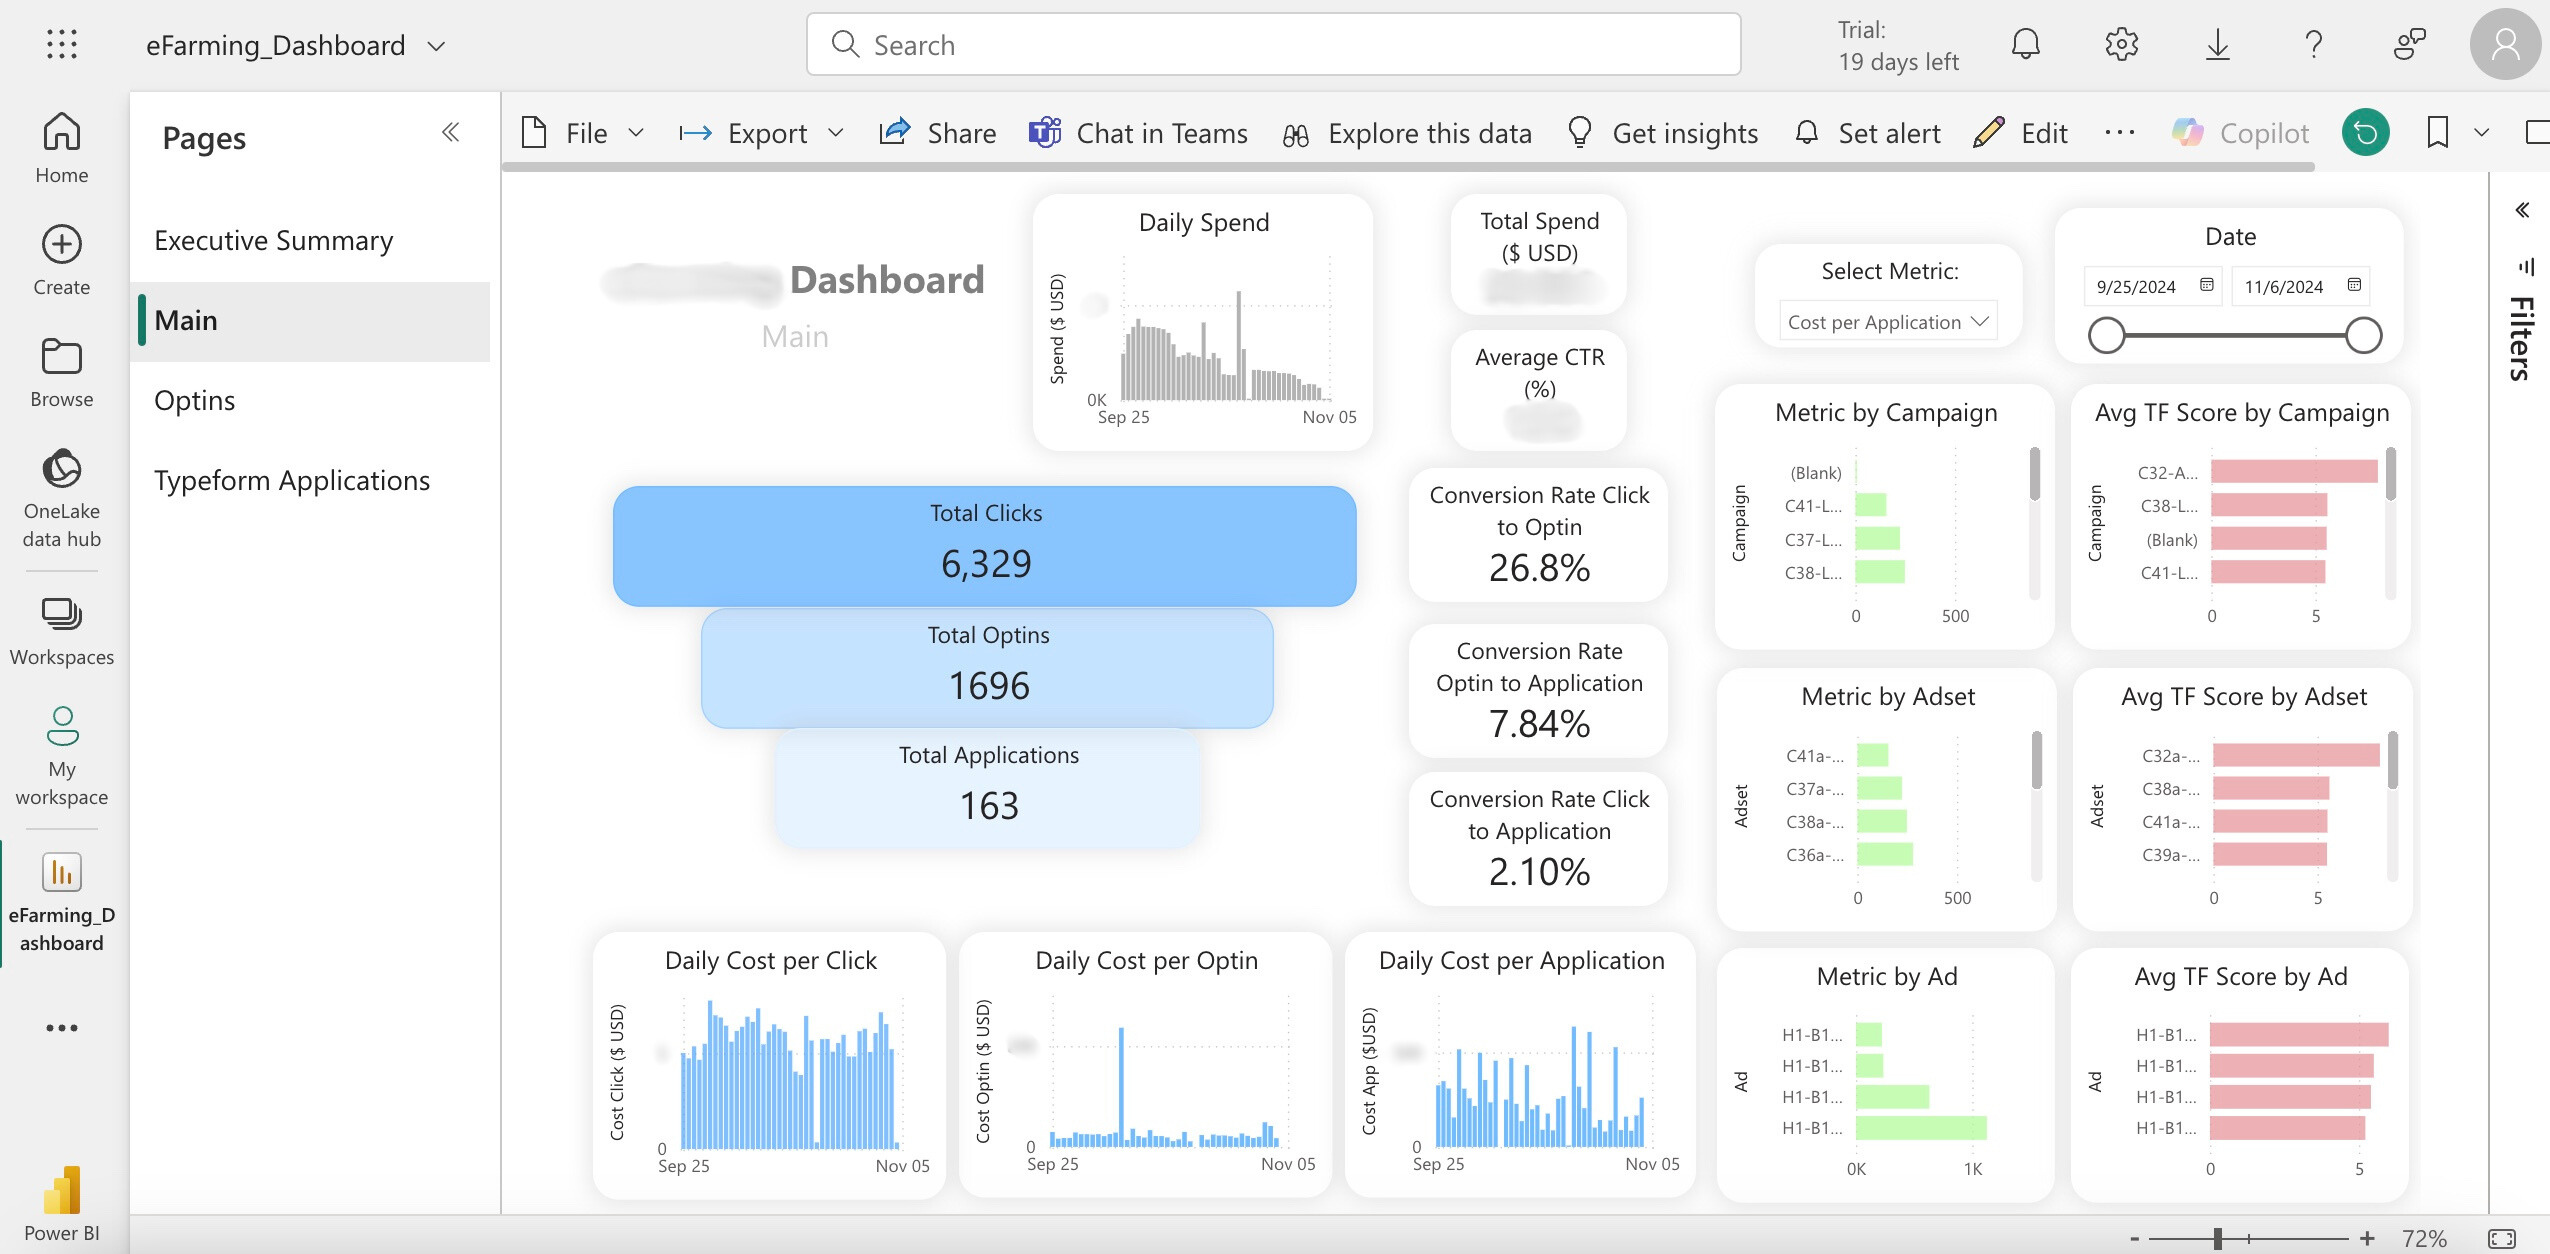 eFarming_Dashboard
Search
Trial:
19 days left
Home
Create
Browse
OneLake
data hub
Workspaces
My
workspace
eFarming_D
ashboard
Power BI
Pages
Executive Summary
Main
Optins
Typeform Applications
File
Export
Share
Chat in Teams
Explore this data
Get insights
Set alert
Edit
Copilot
Dashboard
Main
Daily Spend
Spend ($ USD)
0K
Sep 25
Nov 05
Total Spend
($ USD)
Average CTR
(%)
Select Metric:
Cost per Application
Date
9/25/2024
11/6/2024
Filters
Total Clicks
6,329
Total Optins
1696
Total Applications
163
Conversion Rate Click
to Optin
26.8%
Conversion Rate
Optin to Application
7.84%
Conversion Rate Click
to Application
2.10%
Metric by Campaign
Campaign
(Blank)
C41-L...
C37-L...
C38-L...
0
500
Avg TF Score by Campaign
Campaign
C32-A...
C38-L...
(Blank)
C41-L...
0
5
Metric by Adset
Adset
C41a-...
C37a-...
C38a-...
C36a-...
0
500
Avg TF Score by Adset
Adset
C32a-...
C38a-...
C41a-...
C39a-...
0
5
Daily Cost per Click
Cost Click ($ USD)
0
Sep 25
Nov 05
Daily Cost per Optin
Cost Optin ($ USD)
0
Sep 25
Nov 05
Daily Cost per Application
Cost App ($USD)
0
Sep 25
Nov 05
Metric by Ad
Ad
H1-B1...
H1-B1...
H1-B1...
H1-B1...
0K
1K
Avg TF Score by Ad
Ad
H1-B1...
H1-B1...
H1-B1...
H1-B1...
0
5
- + 72%